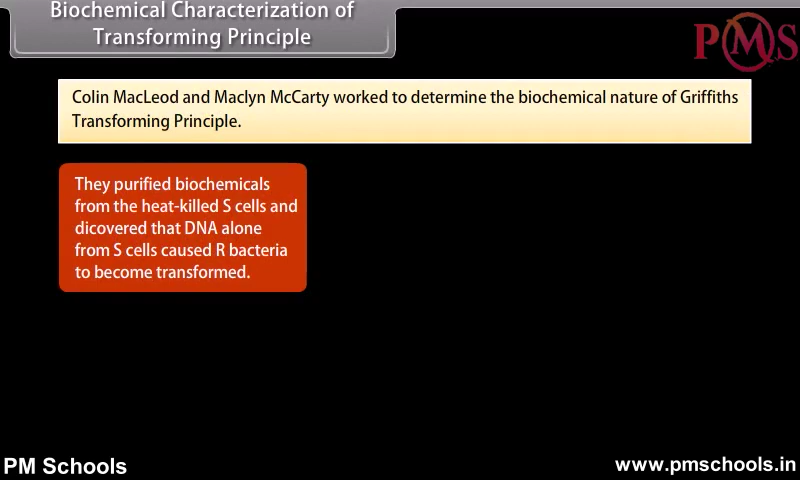 Biochemical Characterization of
Transforming Principle
PMS
Colin MacLeod and Maclyn McCarty worked to determine the biochemical nature of Griffiths
Transforming Principle.
They purified biochemicals
from the heat-killed S cells and
dicovered that DNA alone
from S cells caused R bacteria
to become transformed.
PM Schools
www.pmschools.in